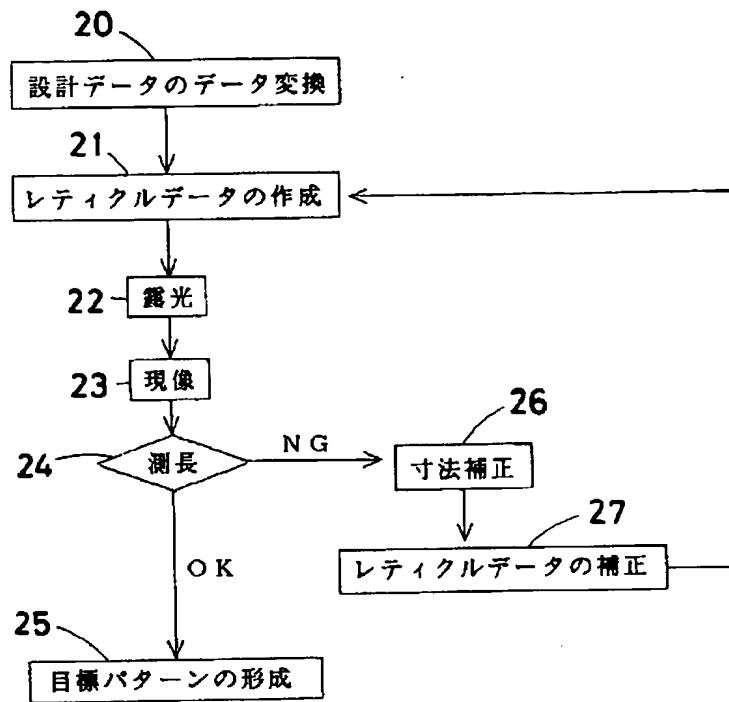 20
設計データのデータ変換
21
レティクルデータの作成
22
露光
23
現像
24
測長
NG
OK
26
寸法補正
27
レティクルデータの補正
25
目標パターンの形成